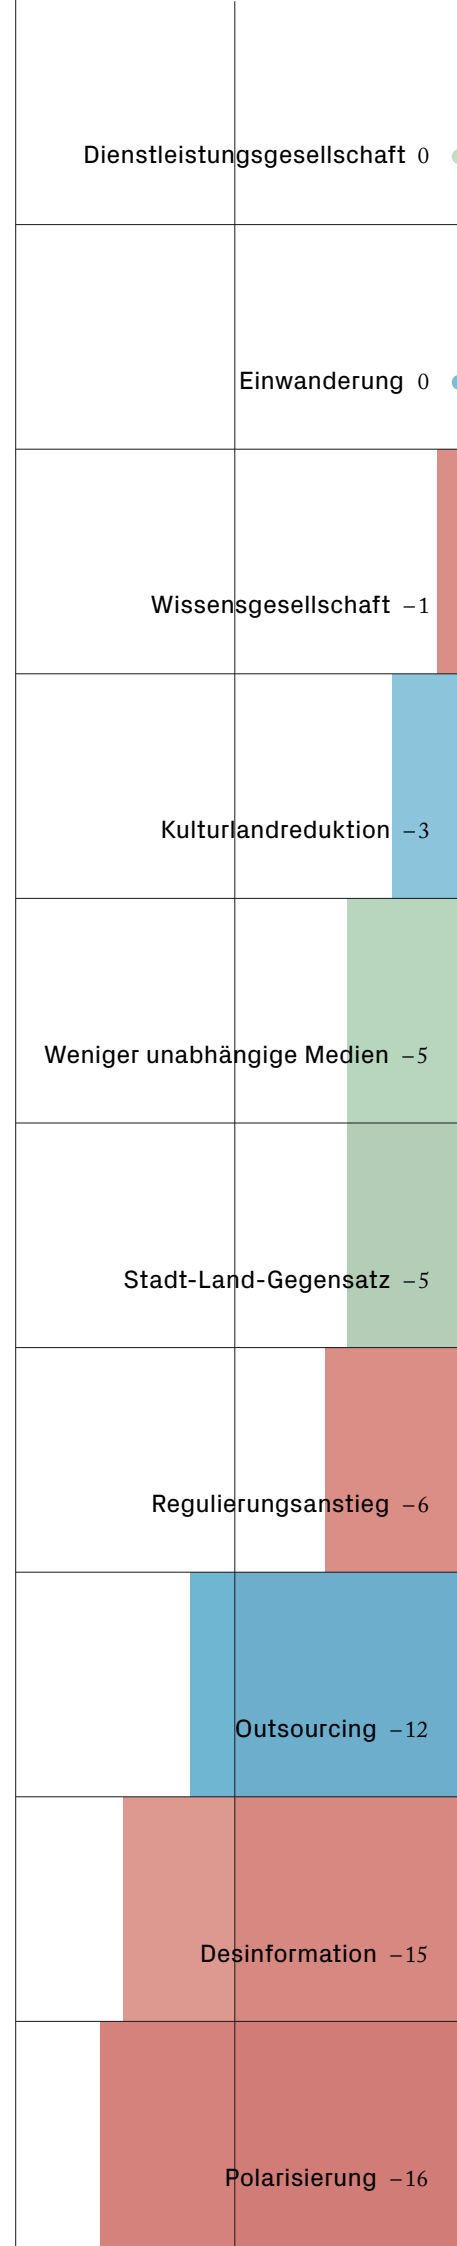 Dienstleistungsgesellschaft 0
Einwanderung 0
Wissensgesellschaft –1
Kulturlandreduktion –3
Weniger unabhängige Medien –5
Stadt-Land-Gegensatz –5
Regulierungsanstieg –6
Outsourcing –12
Desinformation –15
Polarisierung –16